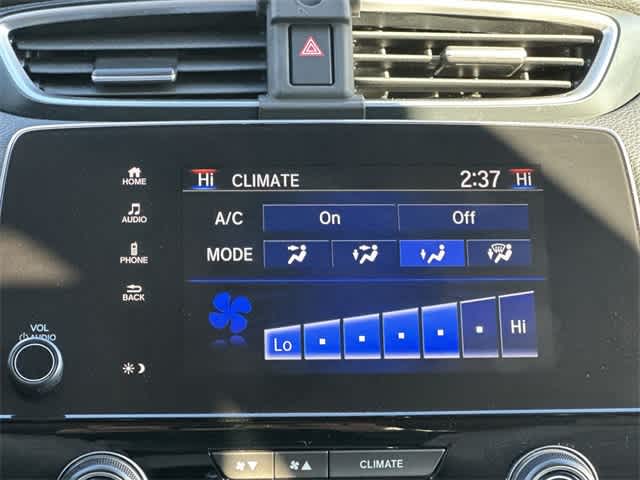 Hi CLIMATE 2:37 Hi
HOME
A/C On Off
AUDIO
MODE
PHONE
BACK
VOL
AUDIO
Lo Hi
CLIMATE